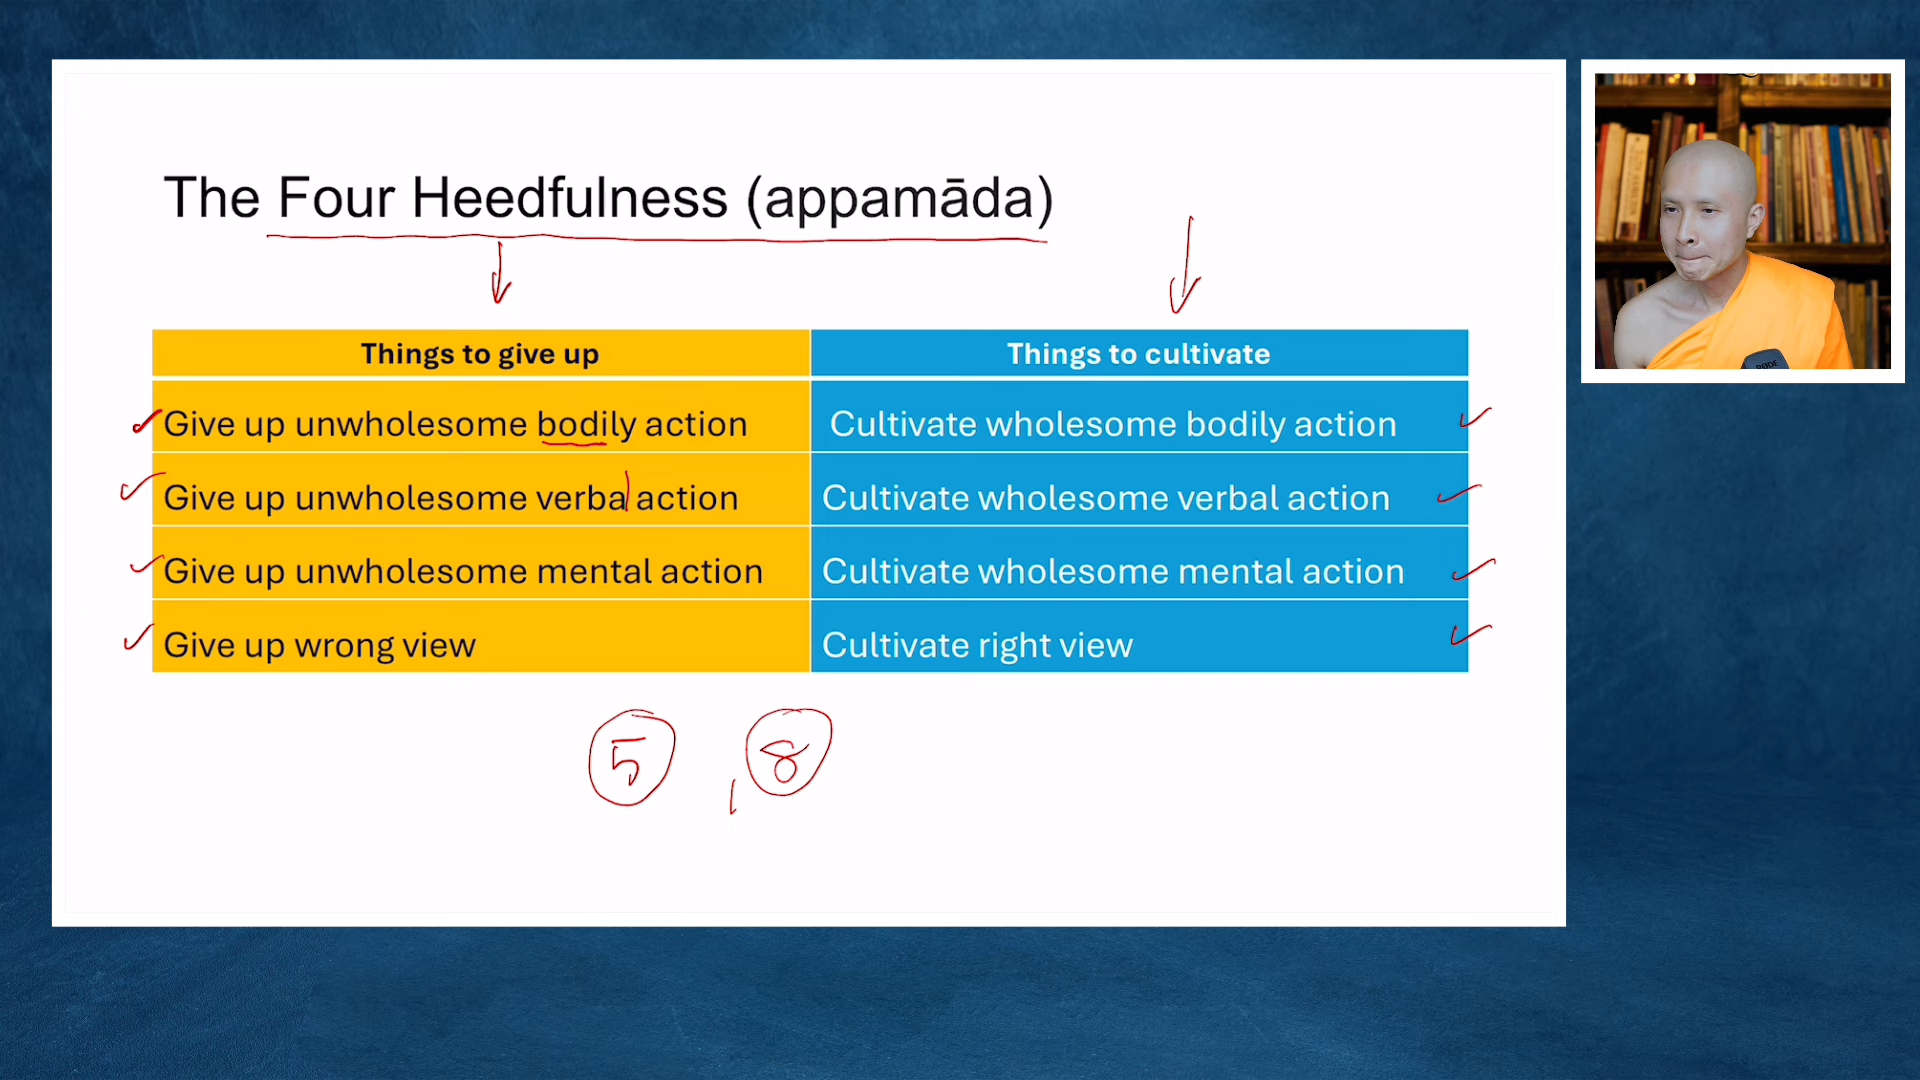 The Four Heedfulness (appamāda)
Things to give up
Things to cultivate
Give up unwholesome bodily action
Cultivate wholesome bodily action
Give up unwholesome verbal action
Cultivate wholesome verbal action
Give up unwholesome mental action
Cultivate wholesome mental action
Give up wrong view
Cultivate right view
5 , 8
RØDE